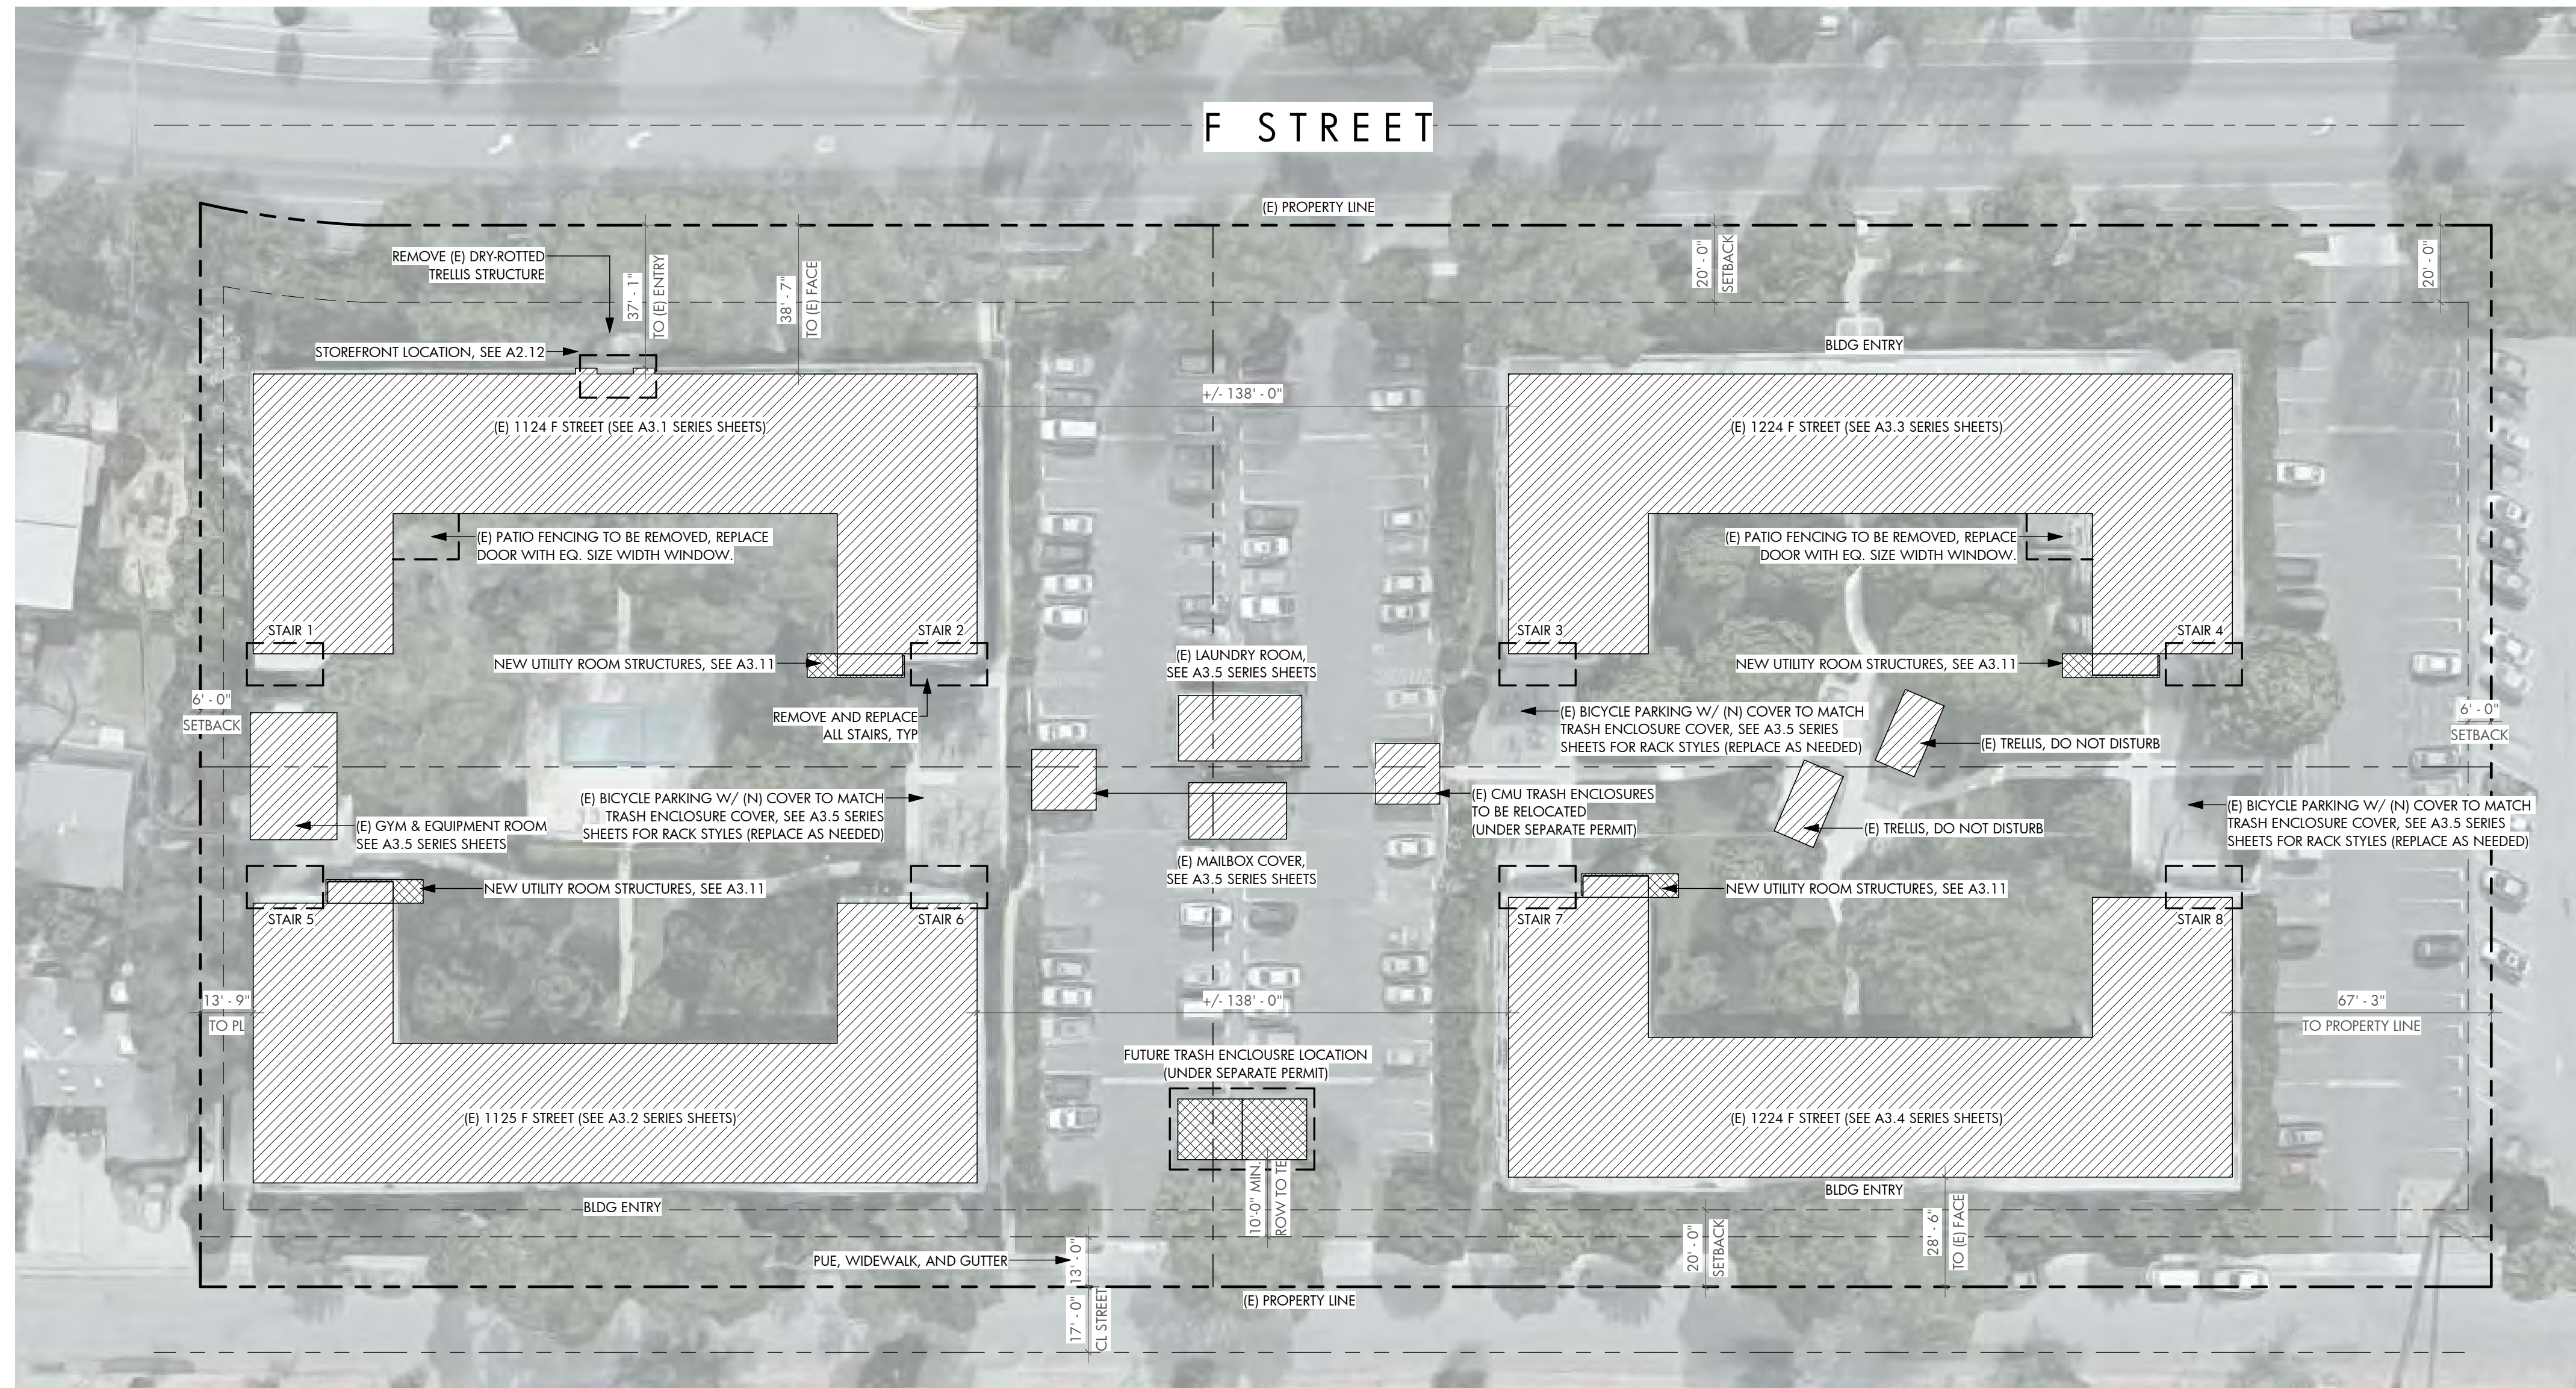 F STREET
(E) PROPERTY LINE
REMOVE (E) DRY-ROTTED
TRELLIS STRUCTURE
37' - 1"
TO (E) ENTRY
38' - 7"
TO (E) FACE
20' - 0"
SETBACK
20' - 0"
STOREFRONT LOCATION, SEE A2.12
BLDG ENTRY
+/- 138' - 0"
(E) 1124 F STREET (SEE A3.1 SERIES SHEETS)
(E) 1224 F STREET (SEE A3.3 SERIES SHEETS)
(E) PATIO FENCING TO BE REMOVED, REPLACE
DOOR WITH EQ. SIZE WIDTH WINDOW.
(E) PATIO FENCING TO BE REMOVED, REPLACE
DOOR WITH EQ. SIZE WIDTH WINDOW.
STAIR 1
STAIR 2
STAIR 3
STAIR 4
NEW UTILITY ROOM STRUCTURES, SEE A3.11
(E) LAUNDRY ROOM,
SEE A3.5 SERIES SHEETS
NEW UTILITY ROOM STRUCTURES, SEE A3.11
6' - 0"
SETBACK
REMOVE AND REPLACE
ALL STAIRS, TYP
(E) BICYCLE PARKING W/ (N) COVER TO MATCH
TRASH ENCLOSURE COVER, SEE A3.5 SERIES
SHEETS FOR RACK STYLES (REPLACE AS NEEDED)
(E) TRELLIS, DO NOT DISTURB
6' - 0"
SETBACK
(E) BICYCLE PARKING W/ (N) COVER TO MATCH
TRASH ENCLOSURE COVER, SEE A3.5 SERIES
SHEETS FOR RACK STYLES (REPLACE AS NEEDED)
(E) CMU TRASH ENCLOSURES
TO BE RELOCATED
(UNDER SEPARATE PERMIT)
(E) BICYCLE PARKING W/ (N) COVER TO MATCH
TRASH ENCLOSURE COVER, SEE A3.5 SERIES
SHEETS FOR RACK STYLES (REPLACE AS NEEDED)
(E) GYM & EQUIPMENT ROOM
SEE A3.5 SERIES SHEETS
(E) TRELLIS, DO NOT DISTURB
(E) MAILBOX COVER,
SEE A3.5 SERIES SHEETS
NEW UTILITY ROOM STRUCTURES, SEE A3.11
NEW UTILITY ROOM STRUCTURES, SEE A3.11
STAIR 5
STAIR 6
STAIR 7
STAIR 8
13' - 9"
TO PL
+/- 138' - 0"
67' - 3"
TO PROPERTY LINE
FUTURE TRASH ENCLOUSRE LOCATION
(UNDER SEPARATE PERMIT)
(E) 1125 F STREET (SEE A3.2 SERIES SHEETS)
(E) 1224 F STREET (SEE A3.4 SERIES SHEETS)
10'-0" MIN.
ROW TO TE
BLDG ENTRY
BLDG ENTRY
20' - 0"
SETBACK
28' - 6"
TO (E) FACE
PUE, WIDEWALK, AND GUTTER
13' - 0"
(E) PROPERTY LINE
17' - 0"
CL STREET